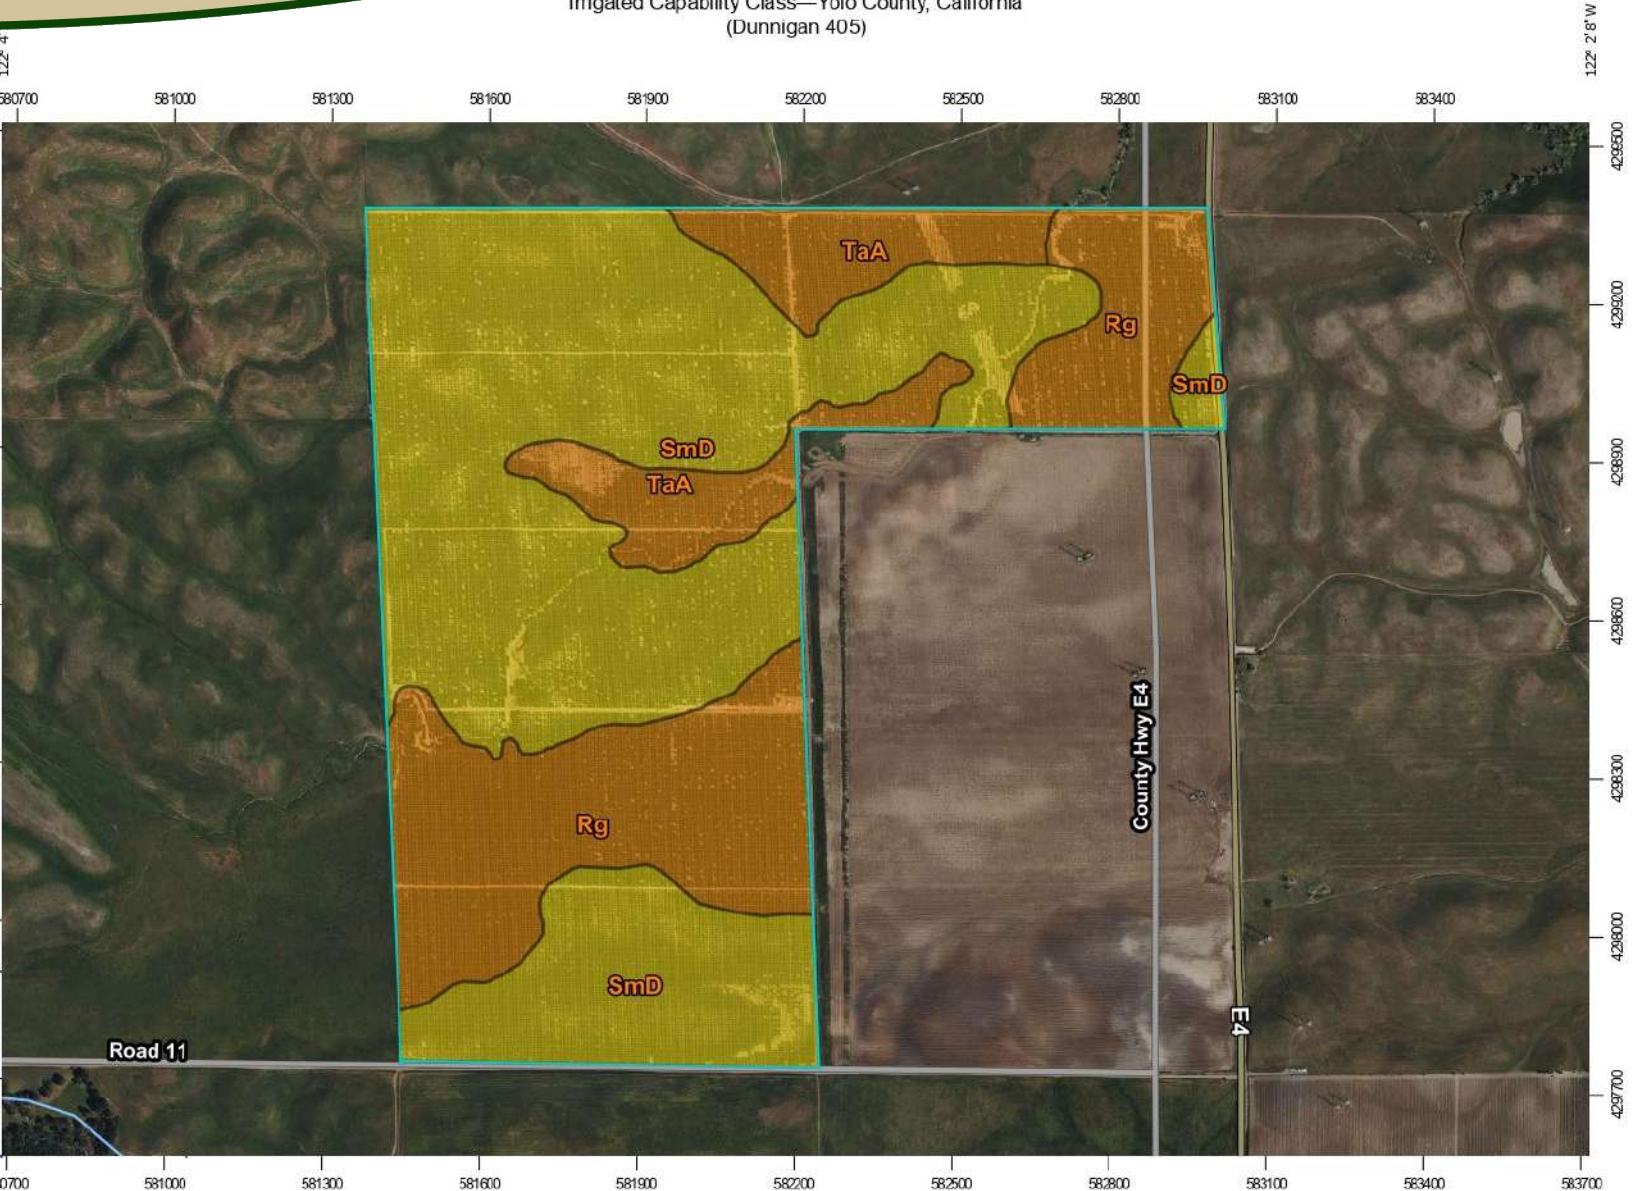 Irrigated Capability Class—Yolo County, California
(Dunnigan 405)
122° 2' 8" W
580700 581000 581300 581600 581900 582200 582500 582800 583100 583400
4299500
4299200
4298900
4298600
4298300
4298000
4297700
TaA
Rg
SmD
SmD
TaA
County Hwy E4
Rg
SmD
E4
Road 11
0700 581000 581300 581600 581900 582200 582500 582800 583100 583400 583700